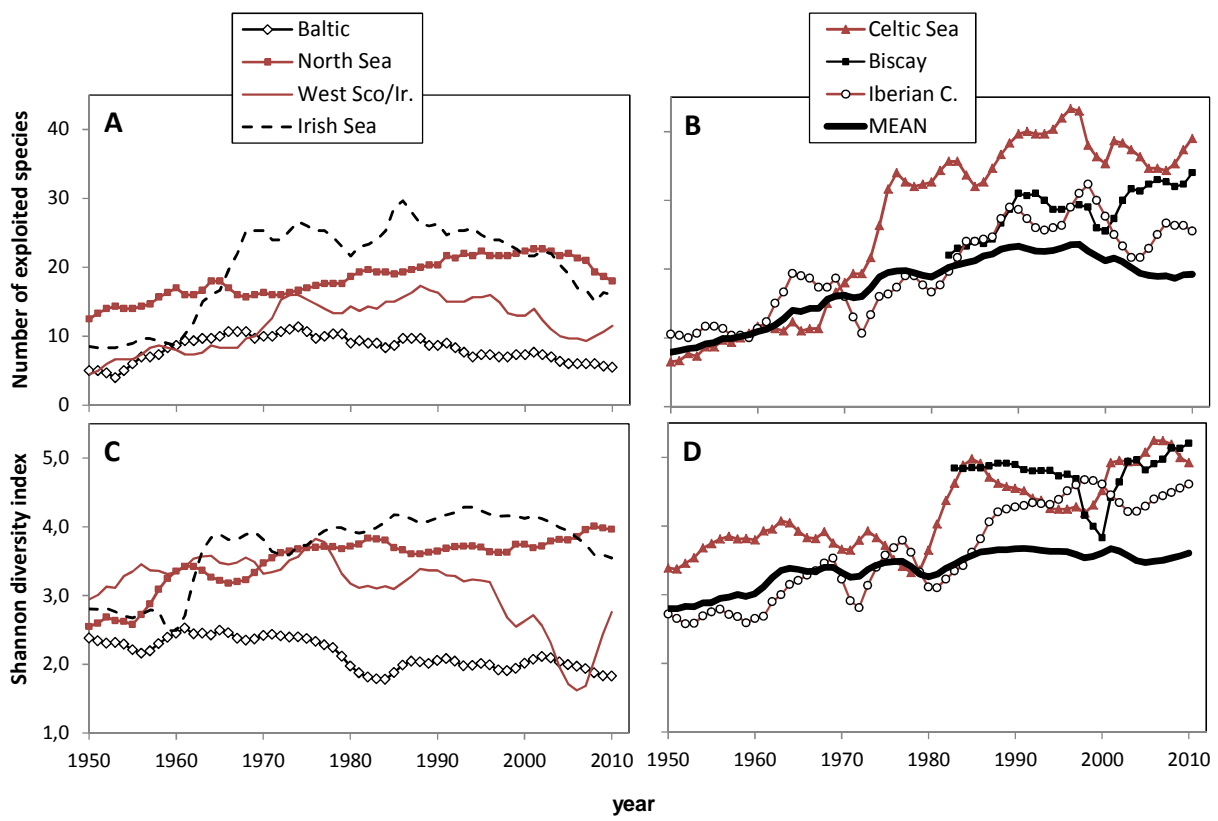 Baltic
North Sea
West Sco/Ir.
Irish Sea
Celtic Sea
Biscay
Iberian C.
MEAN
A
B
Number of exploited species
40
30
20
10
0
C
D
Shannon diversity index
5,0
4,0
3,0
2,0
1,0
1950 1960 1970 1980 1990 2000 2010
1950 1960 1970 1980 1990 2000 2010
year